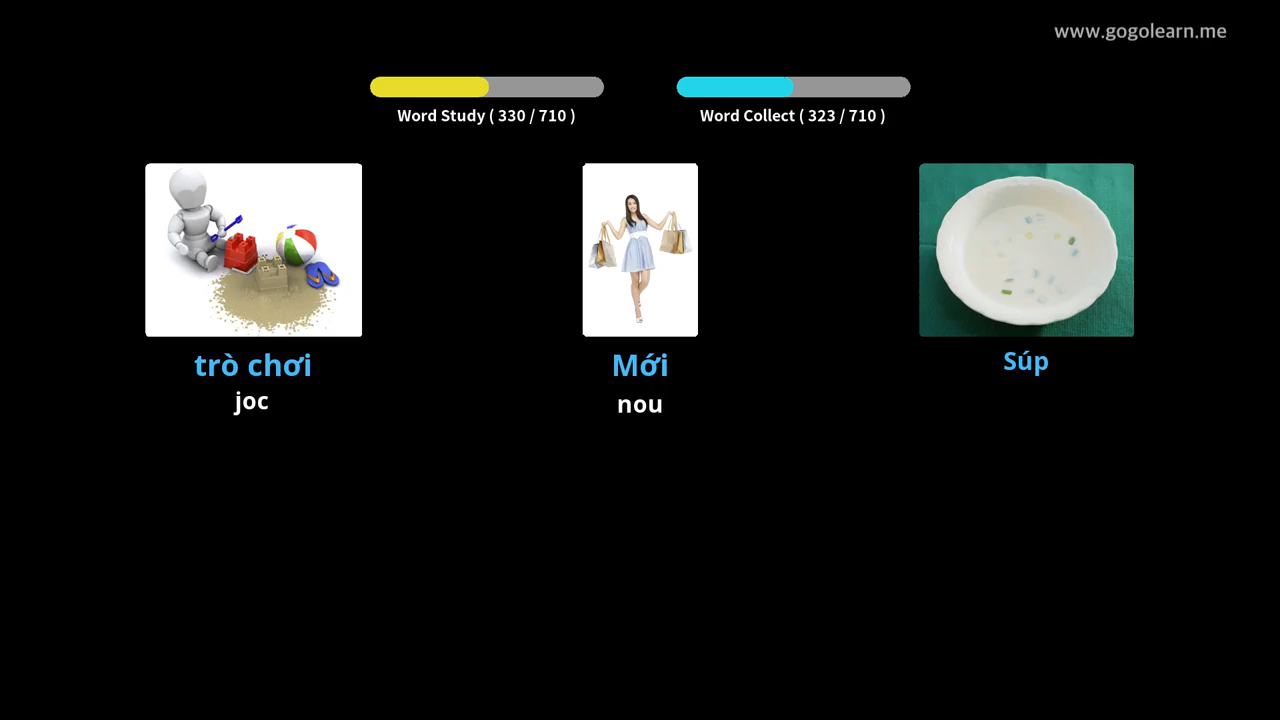 www.gogolearn.me
Word Study ( 330 / 710 )
Word Collect ( 323 / 710 )
trò chơi
joc
Mới
nou
Súp